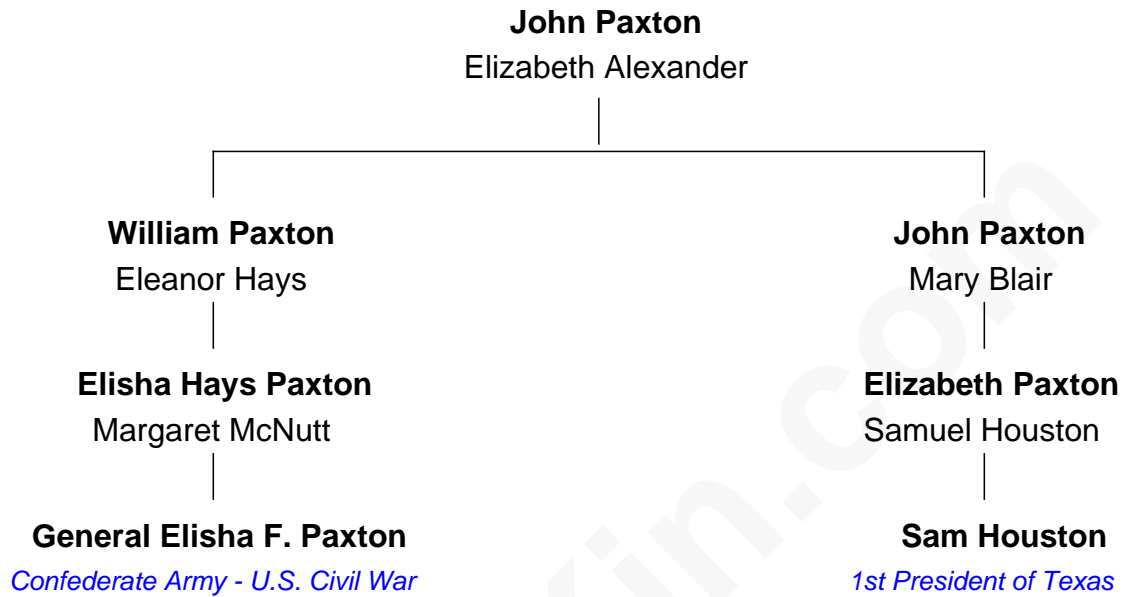 John Paxton
Elizabeth Alexander
William Paxton
Eleanor Hays
John Paxton
Mary Blair
Elisha Hays Paxton
Margaret McNutt
Elizabeth Paxton
Samuel Houston
General Elisha F. Paxton
Confederate Army - U.S. Civil War
Sam Houston
1st President of Texas